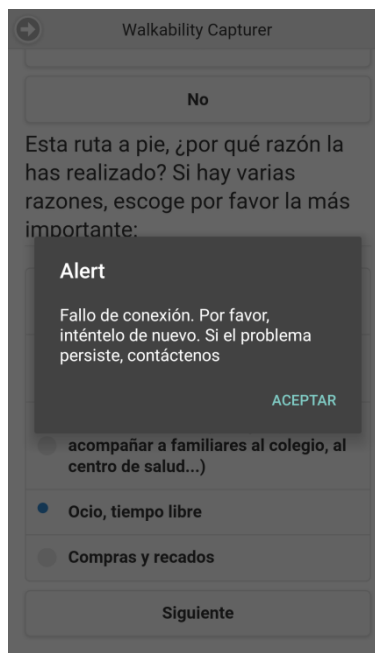 Walkability Capturer
No
Esta ruta a pie, ¿por qué razón la
has realizado? Si hay varias
razones, escoge por favor la más
importante:
Alert
Fallo de conexión. Por favor,
inténtelo de nuevo. Si el problema
persiste, contáctenos
ACEPTAR
acompañar a familiares al colegio, al
centro de salud...)
Ocio, tiempo libre
Compras y recados
Siguiente